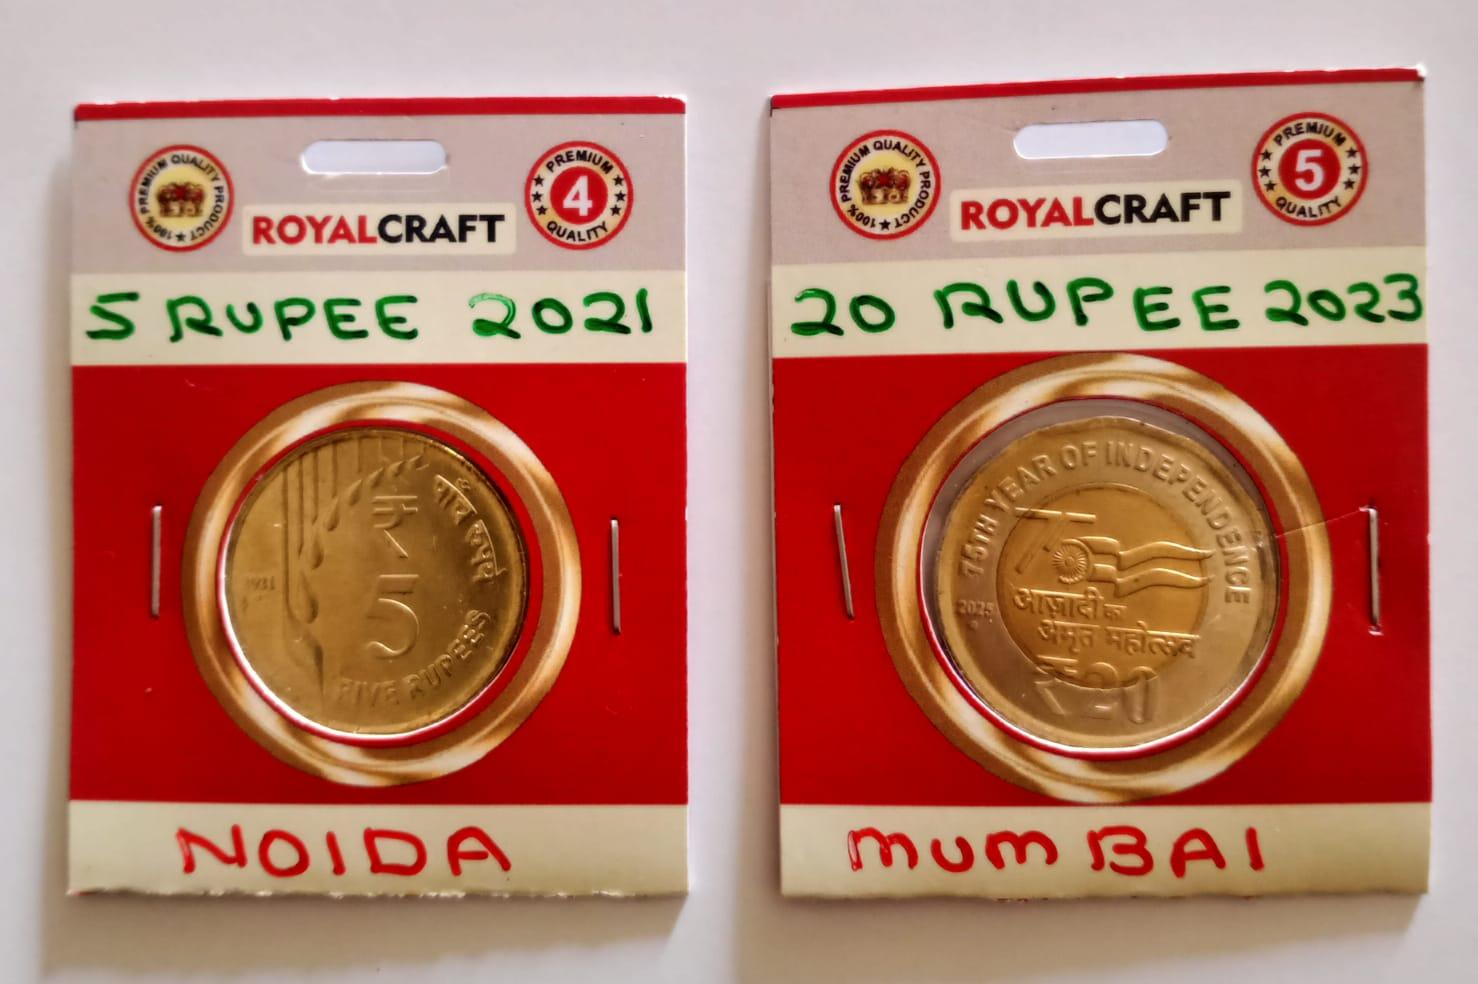 100% PREMIUM QUALITY PRODUCT
PREMIUM
4
QUALITY
ROYALCRAFT
5 RUPEE 2021
₹
5
पाँच रुपये
FIVE RUPEES
NOIDA
100% PREMIUM QUALITY PRODUCT
PREMIUM
5
QUALITY
ROYALCRAFT
20 RUPEE 2023
75TH YEAR OF INDEPENDENCE
75
आज़ादी का
अमृत महोत्सव
₹20
MUMBAI